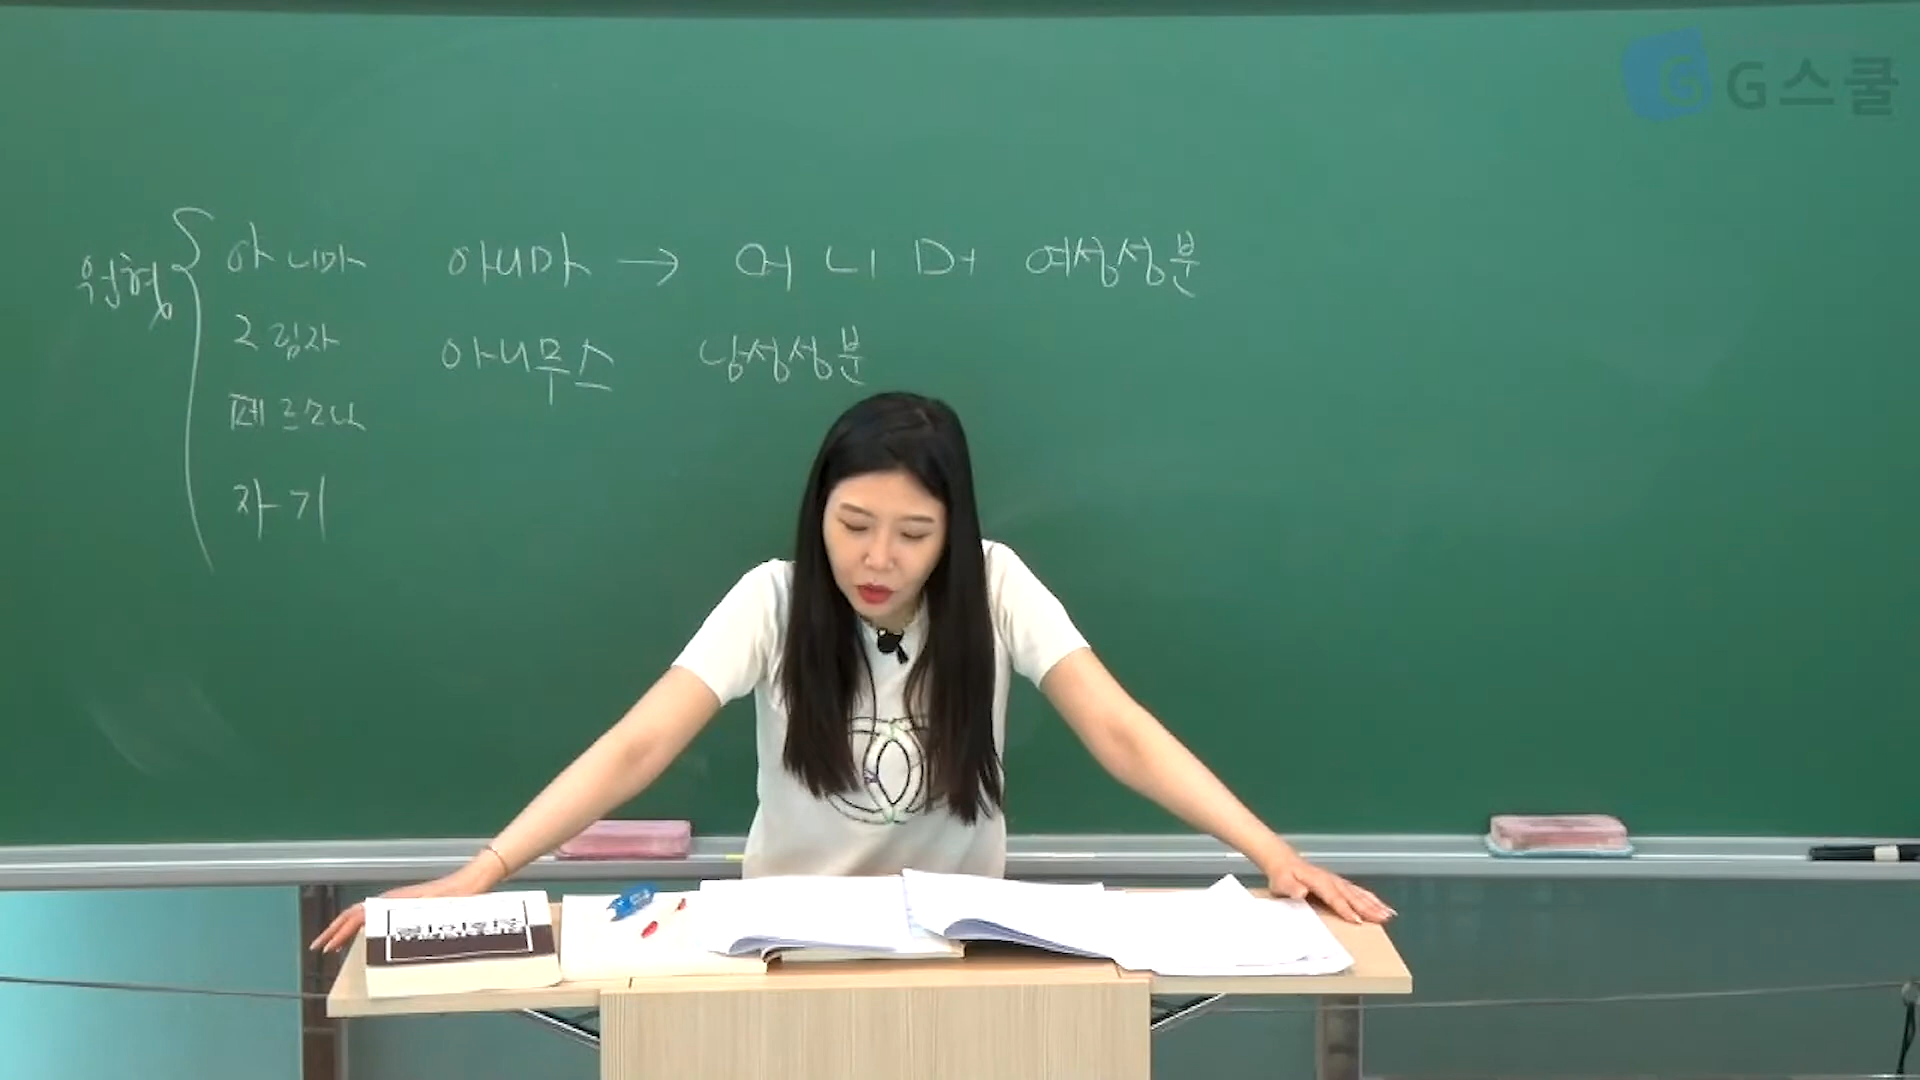 G스쿨
원형
아니마 아니마 → 어 니 머 여성성분
그림자 아니무스 남성성분
페르소나
자기